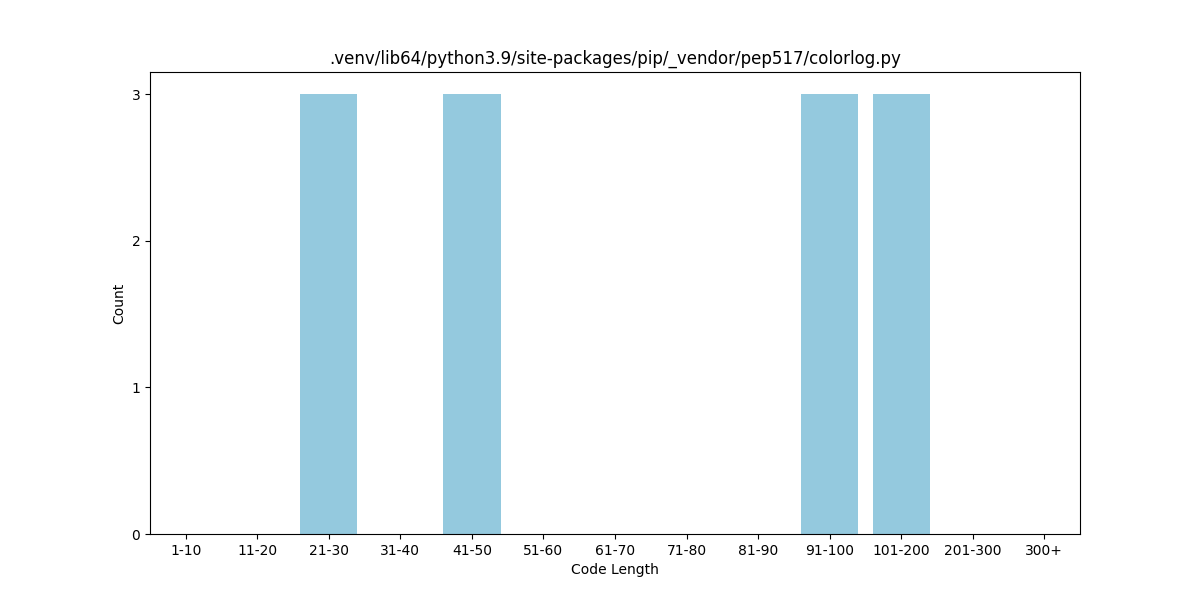 .venv/lib64/python3.9/site-packages/pip/_vendor/pep517/colorlog.py
3
2
1
0
Count
1-10 11-20 21-30 31-40 41-50 51-60 61-70 71-80 81-90 91-100 101-200 201-300 300+
Code Length